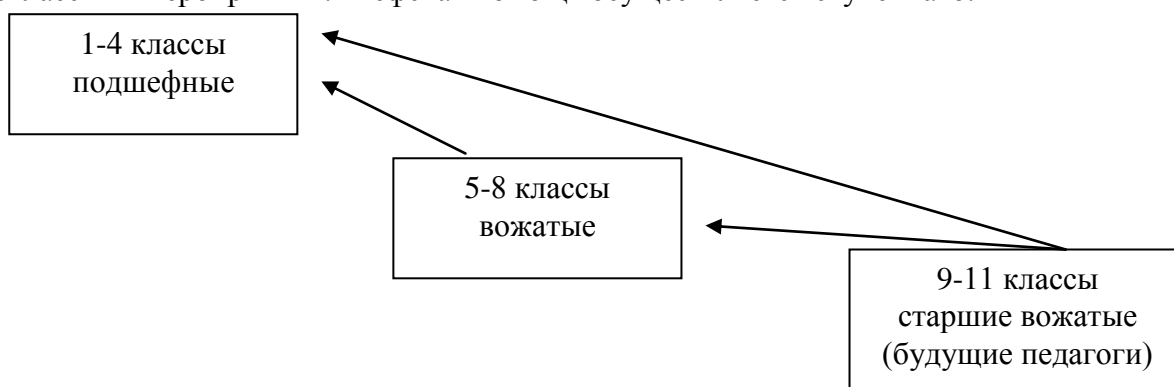 1-4 классы
подшефные
5-8 классы
вожатые
9-11 классы
старшие вожатые
(будущие педагоги)